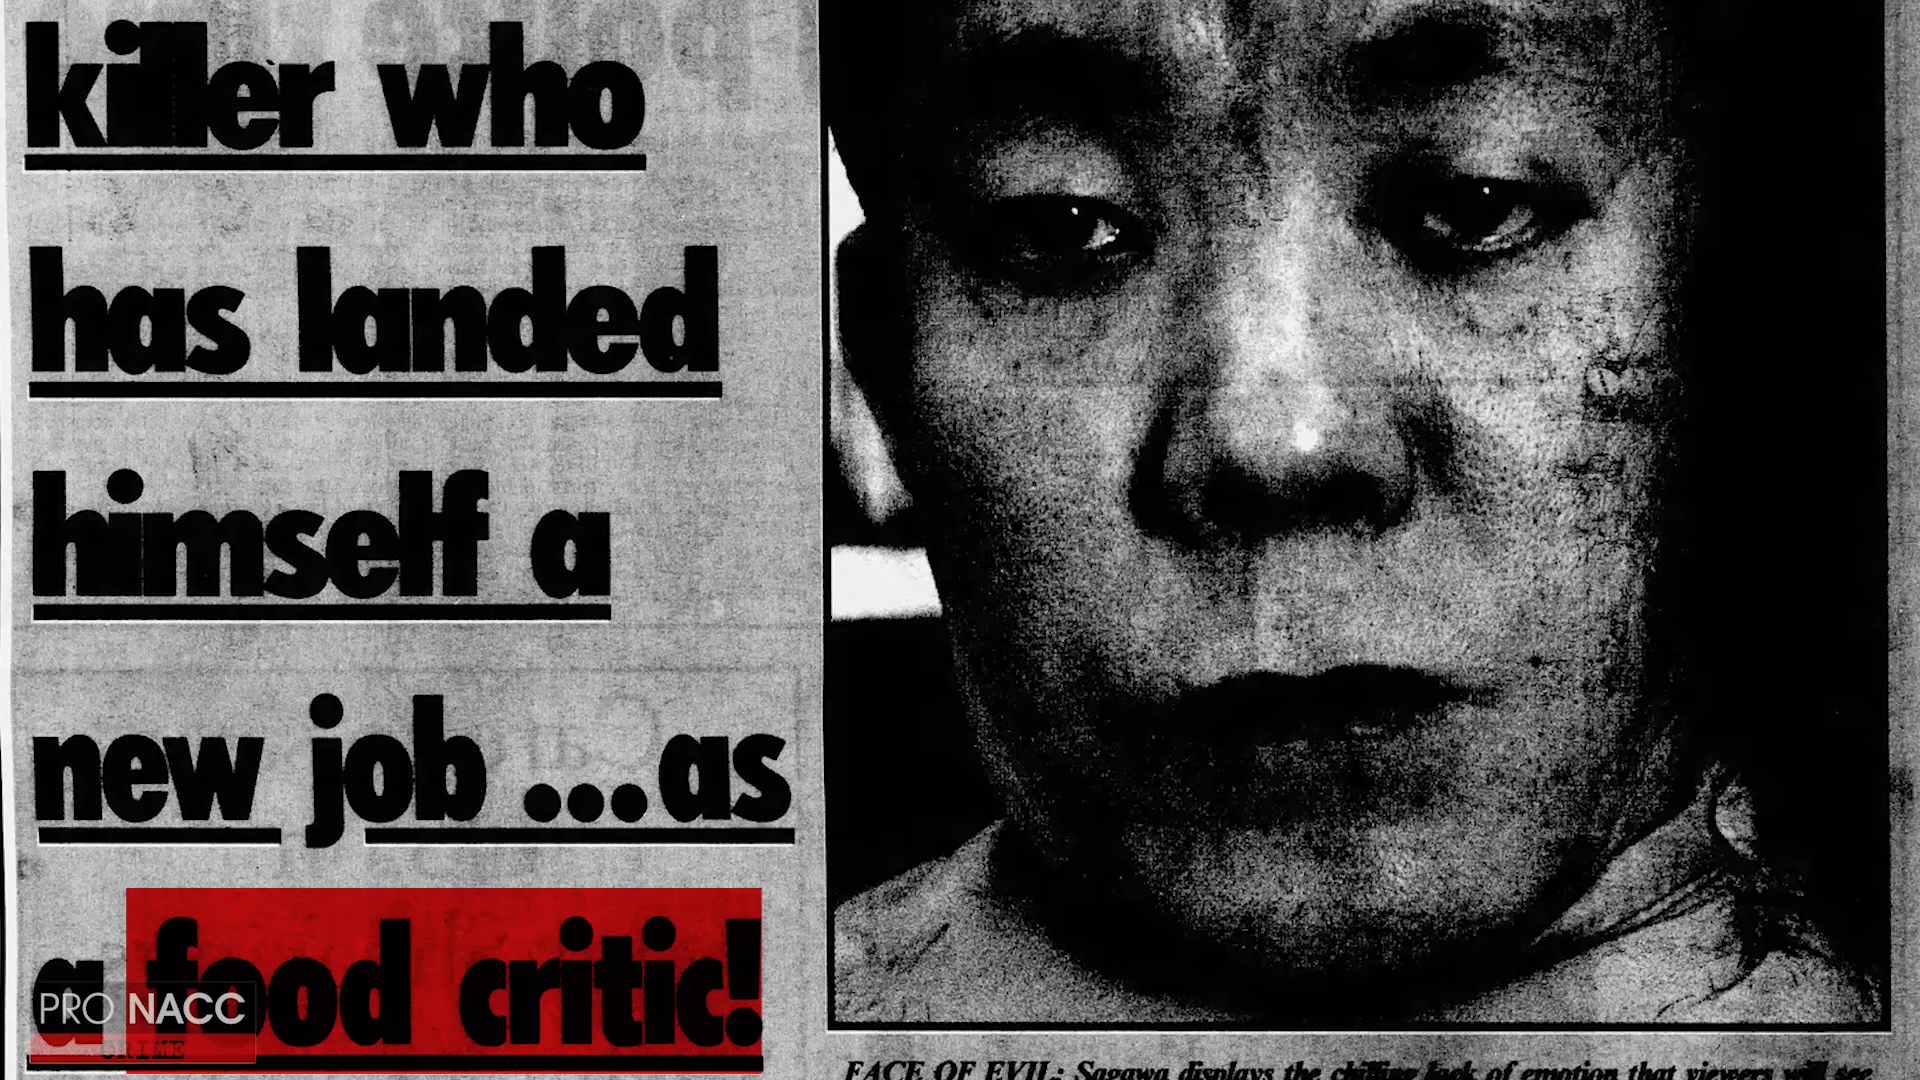 killer who
has landed
himself a
new job ...as
a food critic!
PRO NACC
CRIME
FACE OF EVIL: Sagawa displays the chilling lack of emotion that viewers will see